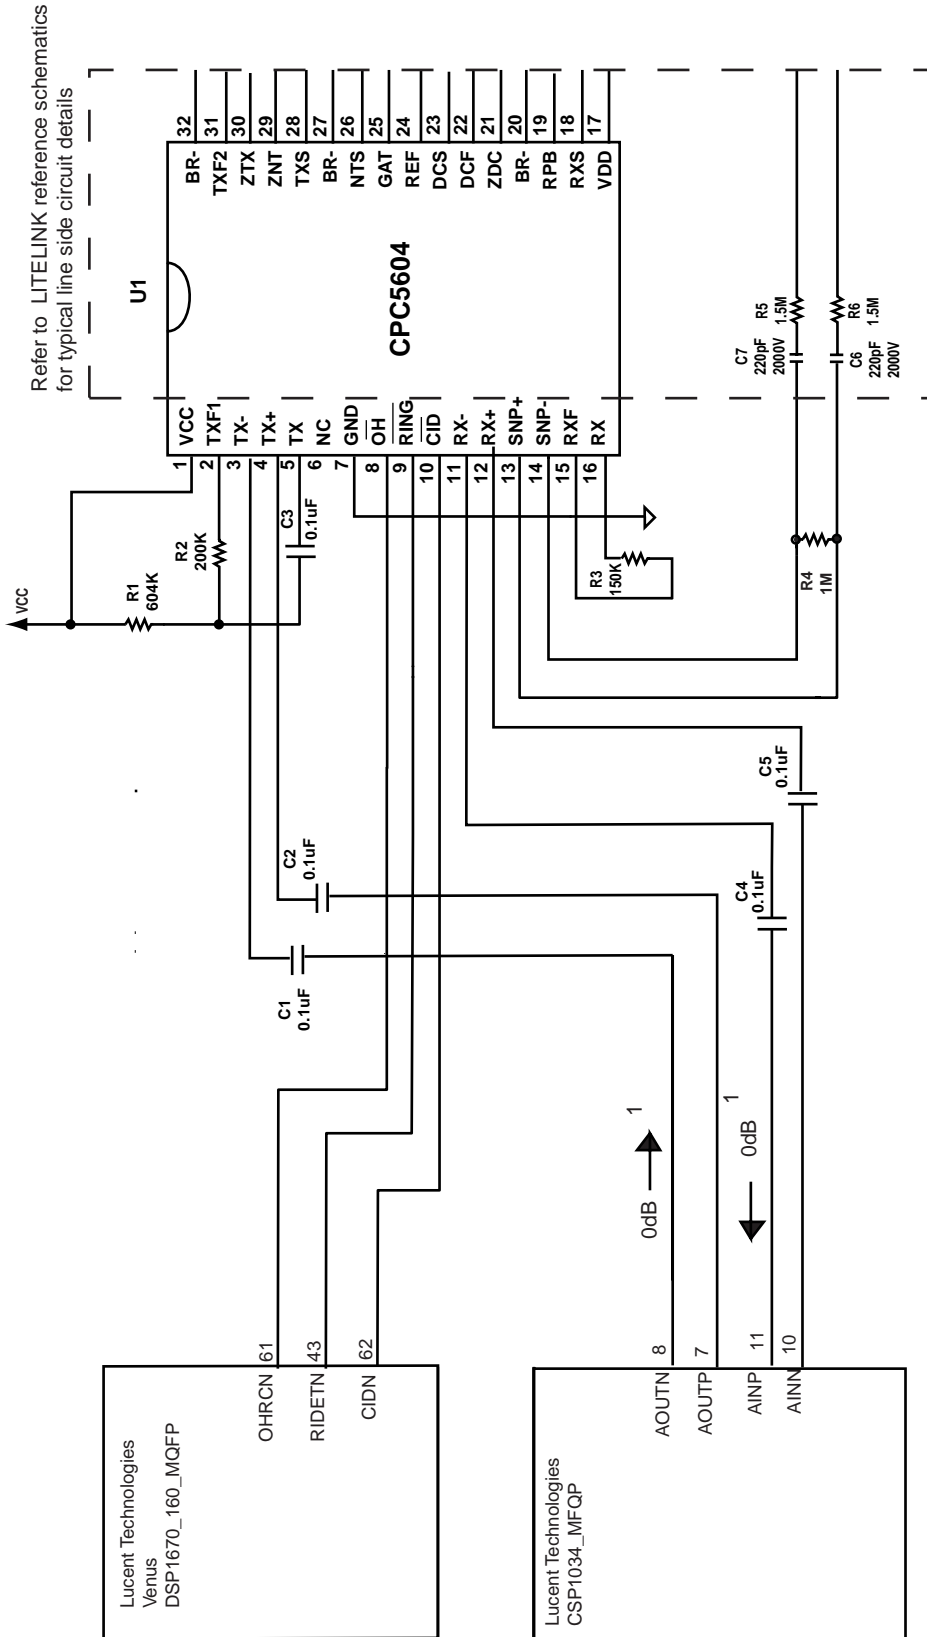 Refer to LITELINK reference schematics
for typical line side circuit details
U1
CPC5604
32 BR-
31 TXF2
30 ZTX
29 ZNT
28 TXS
27 BR-
26 NTS
25 GAT
24 REF
23 DCS
22 DCF
21 ZDC
20 BR-
19 RPB
18 RXS
17 VDD
1 VCC
2 TXF1
3 TX-
4 TX+
5 TX
6 NC
7 GND
8 OH
9 RING
10 CID
11 RX-
12 RX+
13 SNP+
14 SNP-
15 RXF
16 RX
VCC
R1
604K
R2
200K
C3
0.1uF
R3
150K
R4
1M
C7
220pF
2000V
R5
1.5M
C6
220pF
2000V
R6
1.5M
C5
0.1uF
C4
0.1uF
C2
0.1uF
C1
0.1uF
Lucent Technologies
Venus
DSP1670_160_MQFP
OHRCN 61
RIDETN 43
CIDN 62
Lucent Technologies
CSP1034_MFQP
AOUTN 8
AOUTP 7
AINP 11
AINN 10
0dB 1
0dB 1